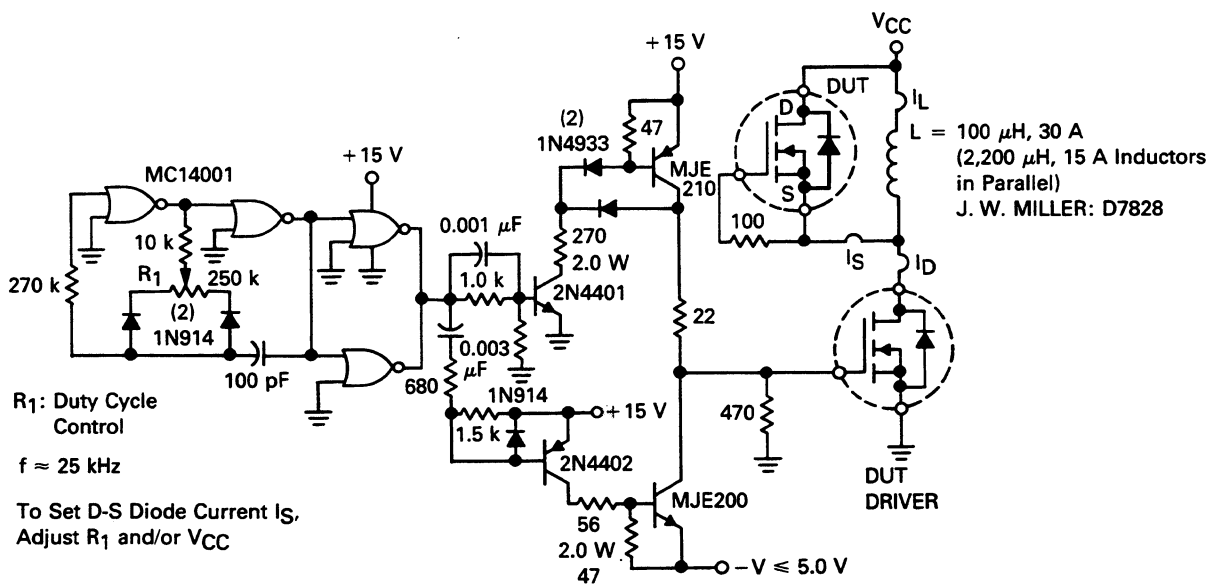 VCC
+15 V
DUT
D
IL
(2)
1N4933
47
L = 100 μH, 30 A
(2,200 μH, 15 A Inductors
in Parallel)
J. W. MILLER: D7828
+15 V
MJE
210
MC14001
S
0.001 μF
100
10 k
270
2.0 W
IS
ID
270 k
R1
250 k
1.0 k
2N4401
(2)
1N914
22
0.003
μF
100 pF
680
R1: Duty Cycle
Control
1N914
+15 V
470
1.5 k
2N4402
f ≈ 25 kHz
DUT
DRIVER
MJE200
To Set D-S Diode Current IS,
Adjust R1 and/or VCC
56
2.0 W
47
−V ≤ 5.0 V